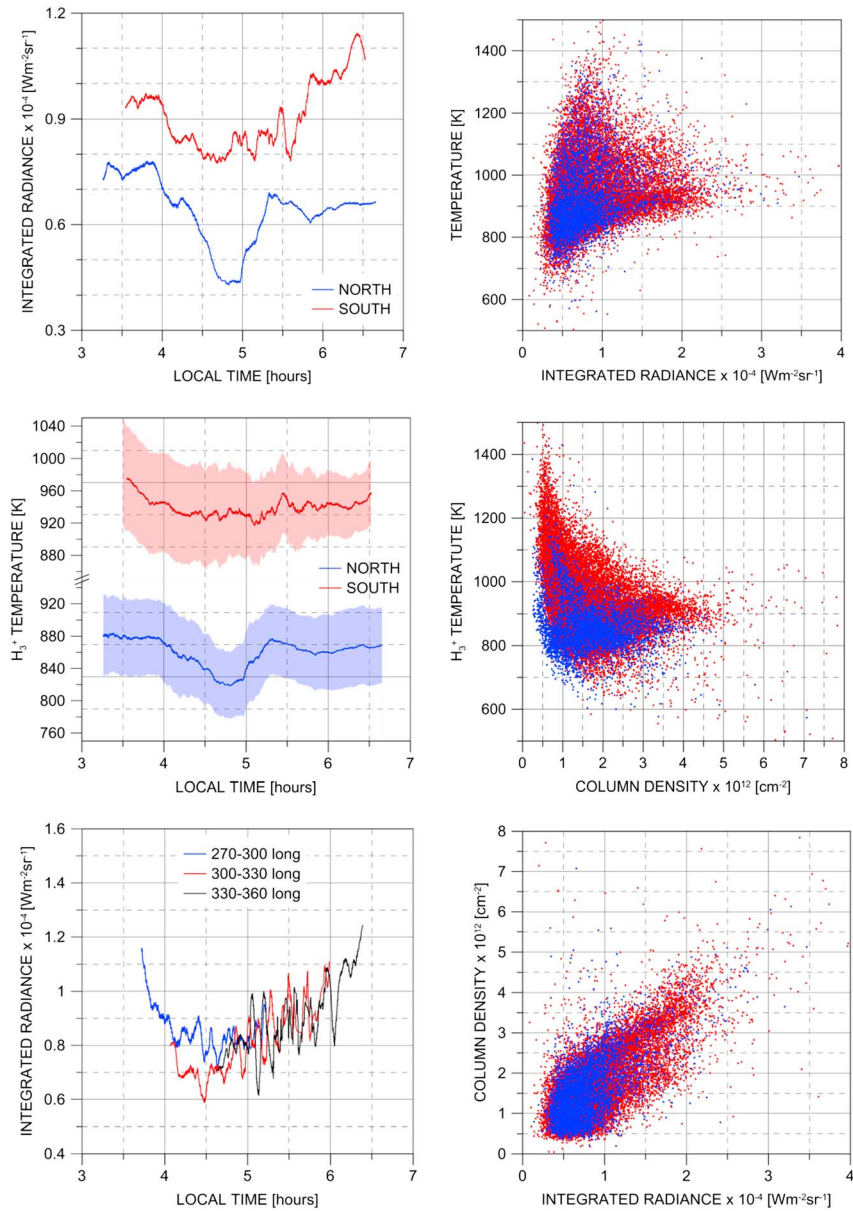 1.2
0.9
0.6
0.3
INTEGRATED RADIANCE x 10⁻⁴ [Wm⁻²sr⁻¹]
NORTH
SOUTH
3 4 5 6 7
LOCAL TIME [hours]
1400
1200
1000
800
600
TEMPERATURE [K]
0 1 2 3 4
INTEGRATED RADIANCE x 10⁻⁴ [Wm⁻²sr⁻¹]
1040
1000
960
920
880
920
880
840
800
760
H₃⁺ TEMPERATURE [K]
NORTH
SOUTH
3 4 5 6 7
LOCAL TIME [hours]
1400
1200
1000
800
600
H₃⁺ TEMPERATUTE [K]
0 1 2 3 4 5 6 7 8
COLUMN DENSITY x 10¹² [cm⁻²]
1.6
1.4
1.2
1
0.8
0.6
0.4
INTEGRATED RADIANCE x 10⁻⁴ [Wm⁻²sr⁻¹]
270-300 long
300-330 long
330-360 long
3 4 5 6 7
LOCAL TIME [hours]
8
7
6
5
4
3
2
1
0
COLUMN DENSITY x 10¹² [cm⁻²]
0 1 2 3 4
INTEGRATED RADIANCE x 10⁻⁴ [Wm⁻²sr⁻¹]